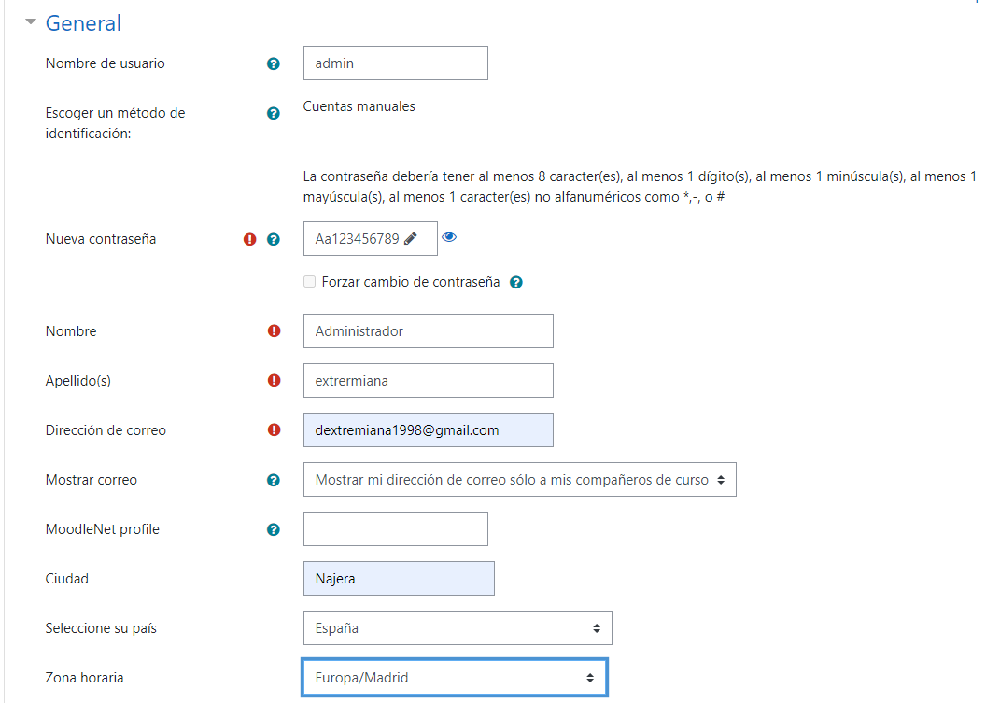 General
Nombre de usuario
admin
Escoger un método de
identificación:
Cuentas manuales
La contraseña debería tener al menos 8 caracter(es), al menos 1 dígito(s), al menos 1 minúscula(s), al menos 1
mayúscula(s), al menos 1 caracter(es) no alfanuméricos como *,-, o #
Nueva contraseña
Aa123456789
Forzar cambio de contraseña
Nombre
Administrador
Apellido(s)
extrermiana
Dirección de correo
dextremiana1998@gmail.com
Mostrar correo
Mostrar mi dirección de correo sólo a mis compañeros de curso
MoodleNet profile
Ciudad
Najera
Seleccione su país
España
Zona horaria
Europa/Madrid